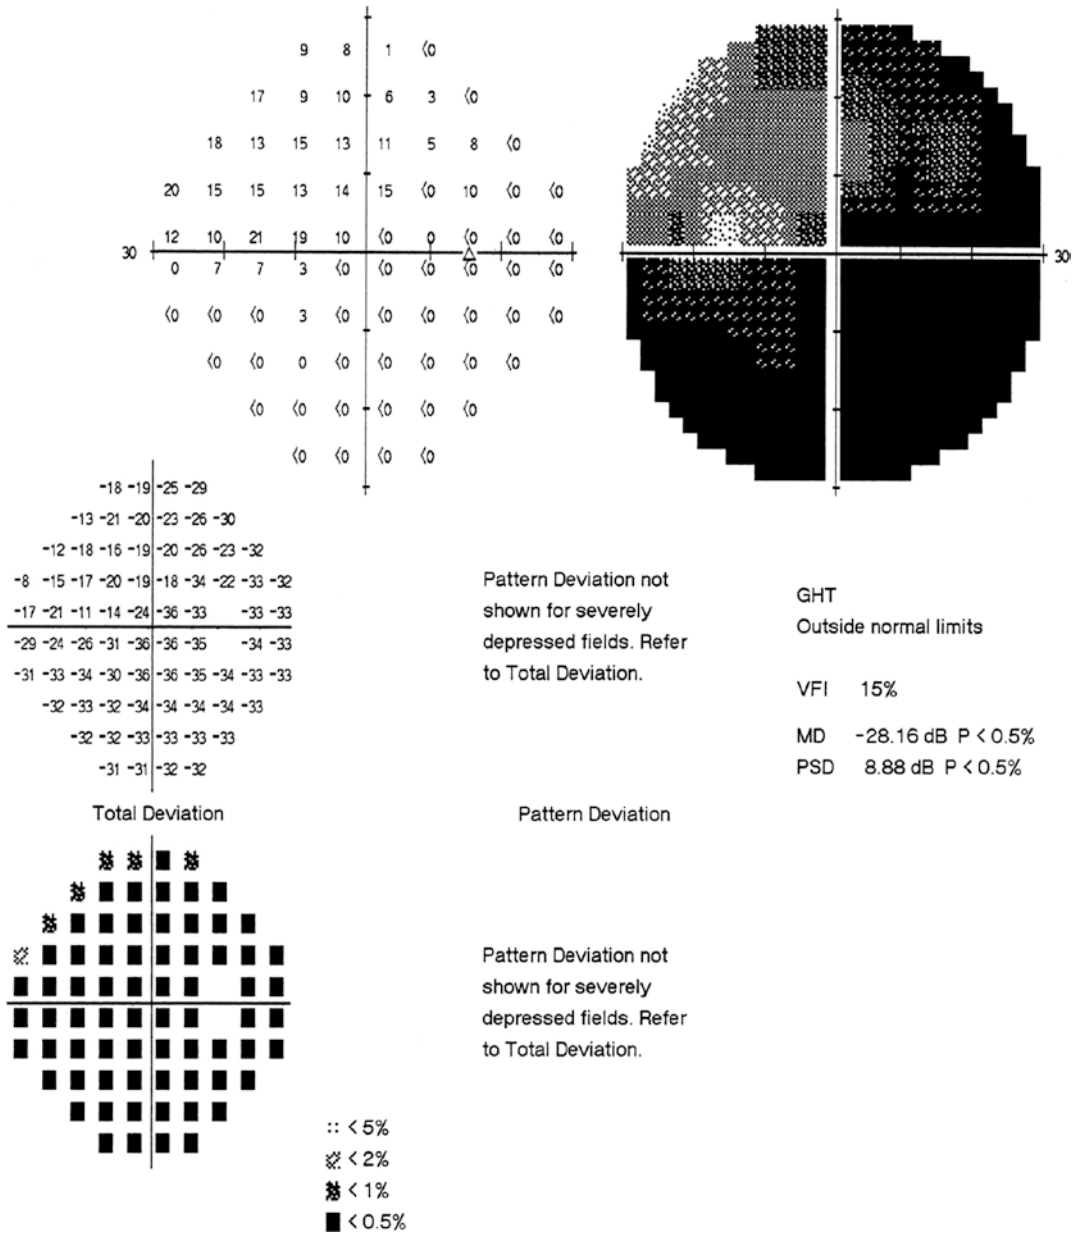 9 8 1 〈0
17 9 10 6 3 〈0
18 13 15 13 11 5 8 〈0
20 15 15 13 14 15 〈0 10 〈0 〈0
12 10 21 19 10 〈0 0 〈0 〈0 〈0
30 30
0 7 7 3 〈0 〈0 〈0 〈0 〈0 〈0
〈0 〈0 〈0 3 〈0 〈0 〈0 〈0 〈0 〈0
〈0 〈0 0 〈0 〈0 〈0 〈0 〈0
〈0 〈0 〈0 〈0 〈0 〈0
〈0 〈0 〈0 〈0
-18 -19 -25 -29
-13 -21 -20 -23 -26 -30
-12 -18 -16 -19 -20 -26 -23 -32
-8 -15 -17 -20 -19 -18 -34 -22 -33 -32
-17 -21 -11 -14 -24 -36 -33 -33 -33
-29 -24 -26 -31 -36 -36 -35 -34 -33
-31 -33 -34 -30 -36 -36 -35 -34 -33 -33
-32 -33 -32 -34 -34 -34 -34 -33
-32 -32 -33 -33 -33 -33
-31 -31 -32 -32
Total Deviation
Pattern Deviation not
shown for severely
depressed fields. Refer
to Total Deviation.
Pattern Deviation
GHT
Outside normal limits
VFI 15%
MD -28.16 dB P < 0.5%
PSD 8.88 dB P < 0.5%
Pattern Deviation not
shown for severely
depressed fields. Refer
to Total Deviation.
< 5%
< 2%
< 1%
< 0.5%